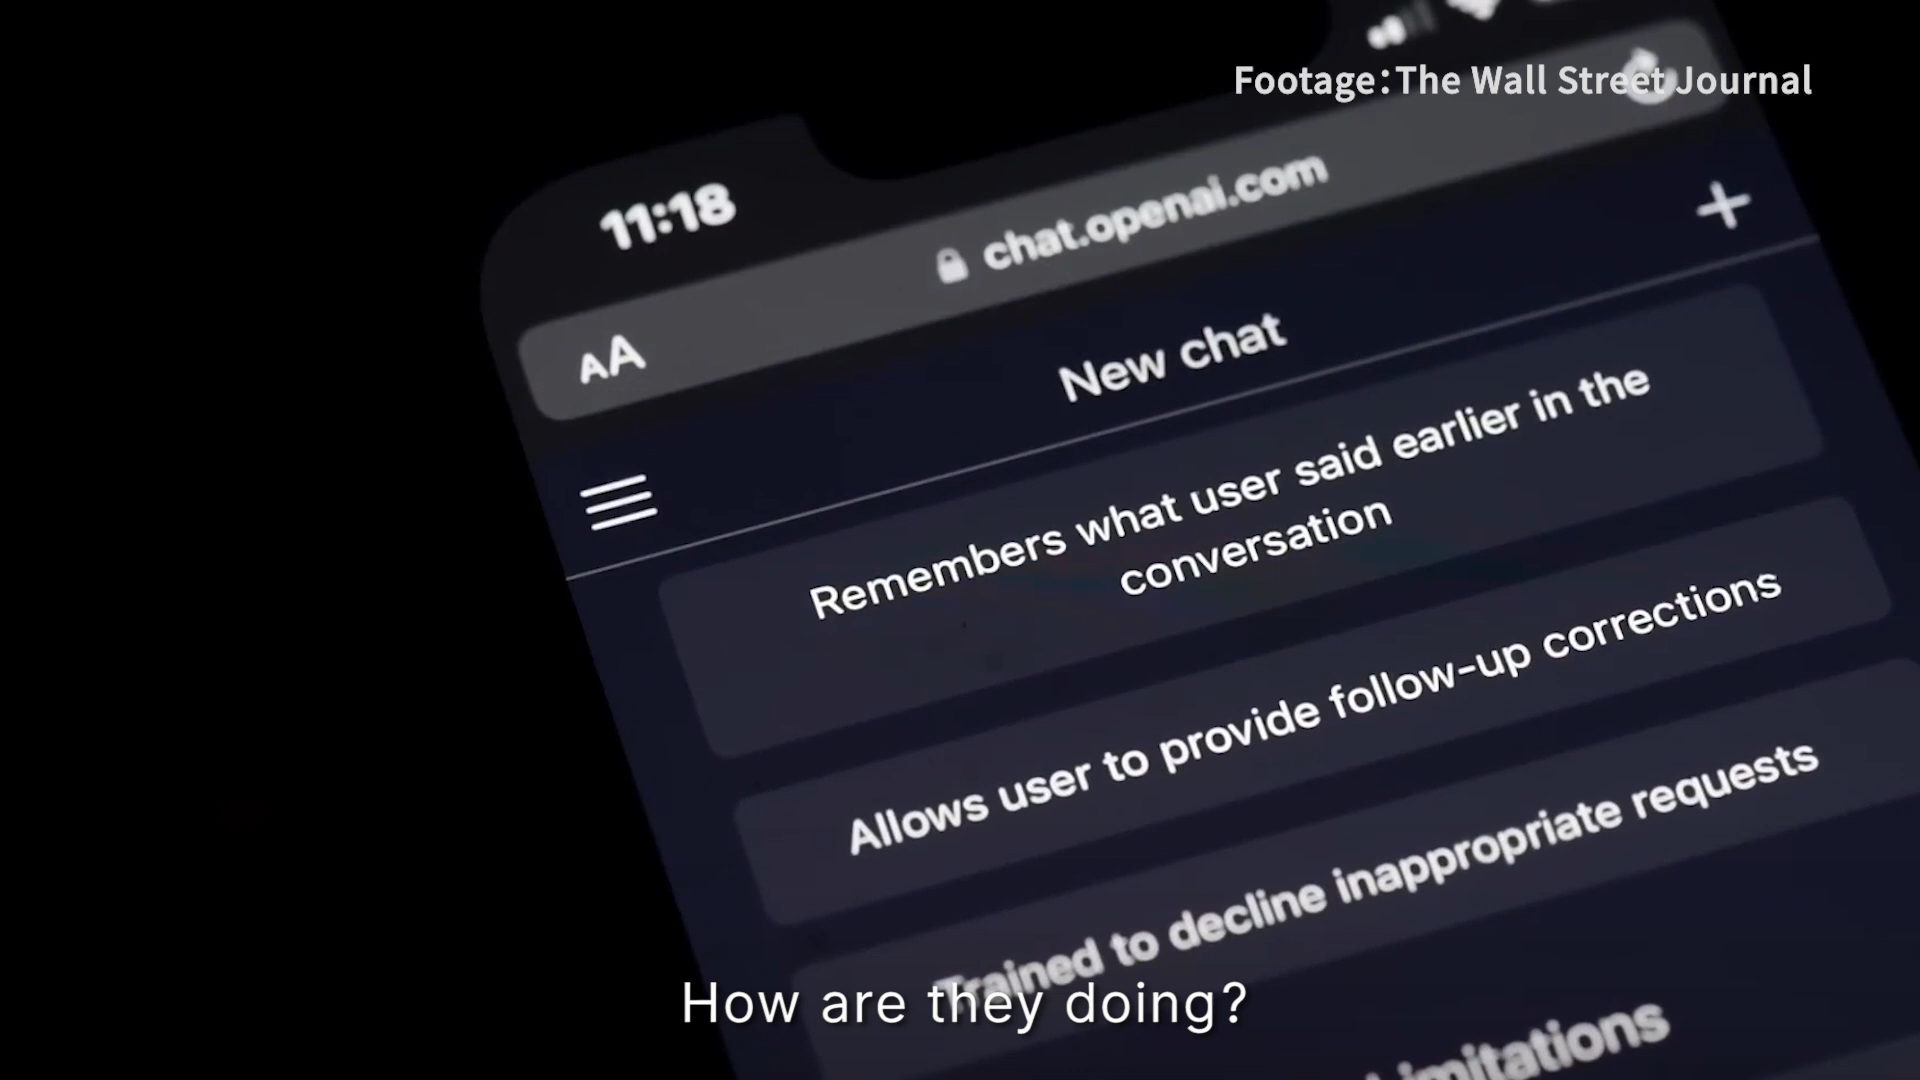 Footage:The Wall Street Journal
11:18
AA
chat.openai.com
New chat
Remembers what user said earlier in the
conversation
Allows user to provide follow-up corrections
Trained to decline inappropriate requests
Limitations
How are they doing?